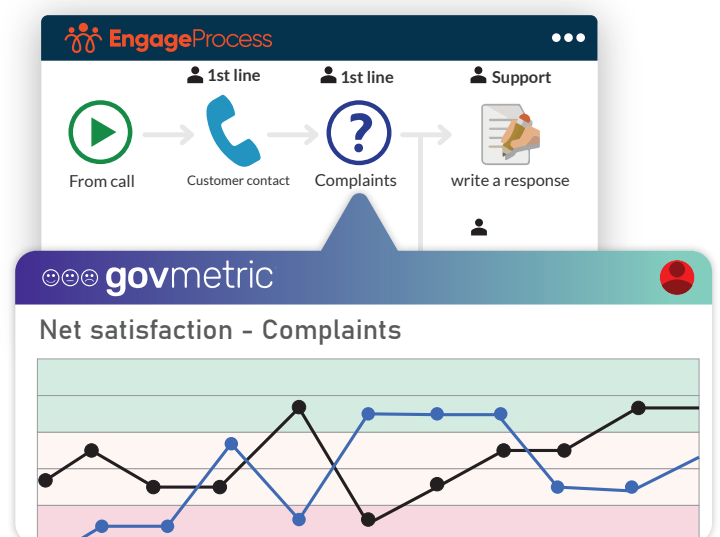 EngageProcess
1st line
1st line
Support
From call
Customer contact
Complaints
write a response
govmetric
Net satisfaction - Complaints